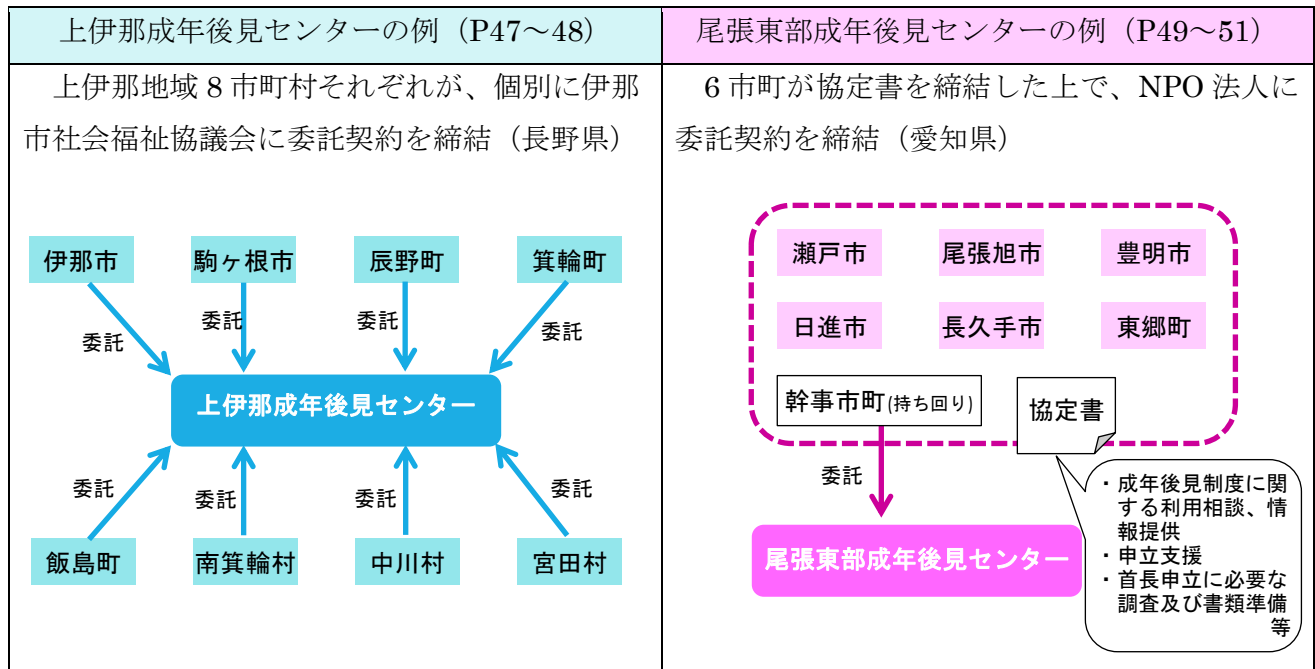 上伊那成年後見センターの例（P47～48）
上伊那地域 8 市町村それぞれが、個別に伊那
市社会福祉協議会に委託契約を締結（長野県）
伊那市
駒ヶ根市
辰野町
箕輪町
委託
委託
委託
委託
上伊那成年後見センター
委託
委託
委託
委託
飯島町
南箕輪村
中川村
宮田村
尾張東部成年後見センターの例（P49～51）
6 市町が協定書を締結した上で、NPO 法人に
委託契約を締結（愛知県）
瀬戸市
尾張旭市
豊明市
日進市
長久手市
東郷町
幹事市町(持ち回り)
協定書
委託
尾張東部成年後見センター
・成年後見制度に関
する利用相談、情
報提供
・申立支援
・首長申立に必要な
調査及び書類準備
等